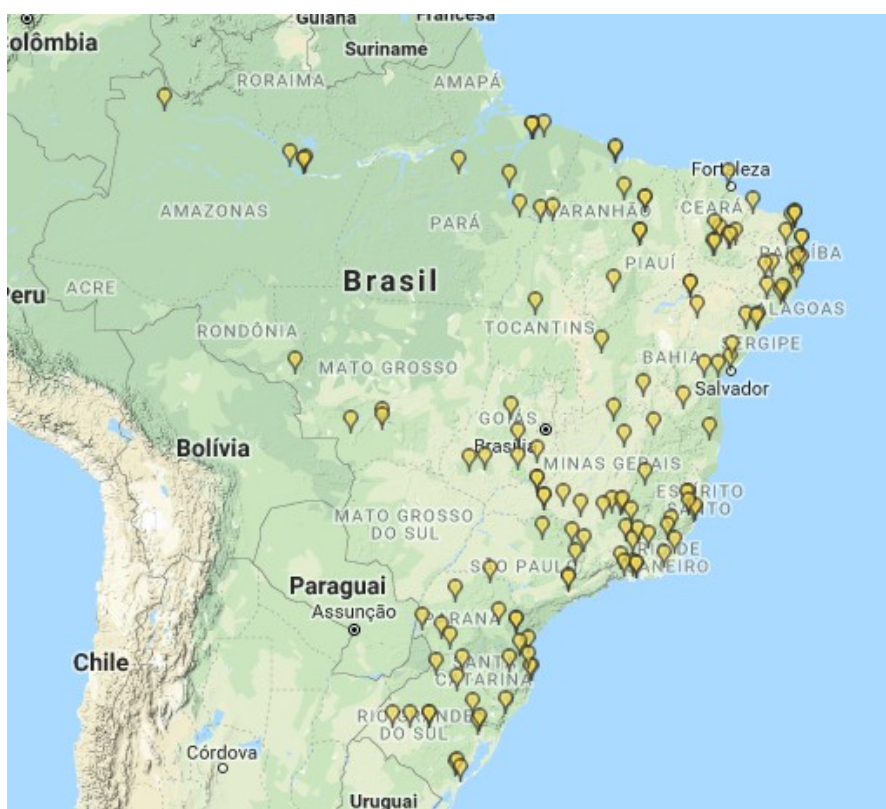 Guiana
Francesa
olômbia
Suriname
RORAIMA
AMAPÁ
Fortaleza
AMAZONAS
PARÁ
MARANHÃO
CEARÁ
PARAÍBA
PIAUÍ
Brasil
ACRE
Peru
ALAGOAS
TOCANTINS
RONDÔNIA
SERGIPE
MATO GROSSO
BAHIA
Salvador
GOIÁS
Brasília
Bolívia
MINAS GERAIS
ESPÍRITO
SANTO
MATO GROSSO
DO SUL
SÃO PAULO
RIO DE
JANEIRO
Paraguai
Assunção
PARANÁ
Chile
SANTA
CATARINA
RIO GRANDE
DO SUL
Córdova
Uruguai